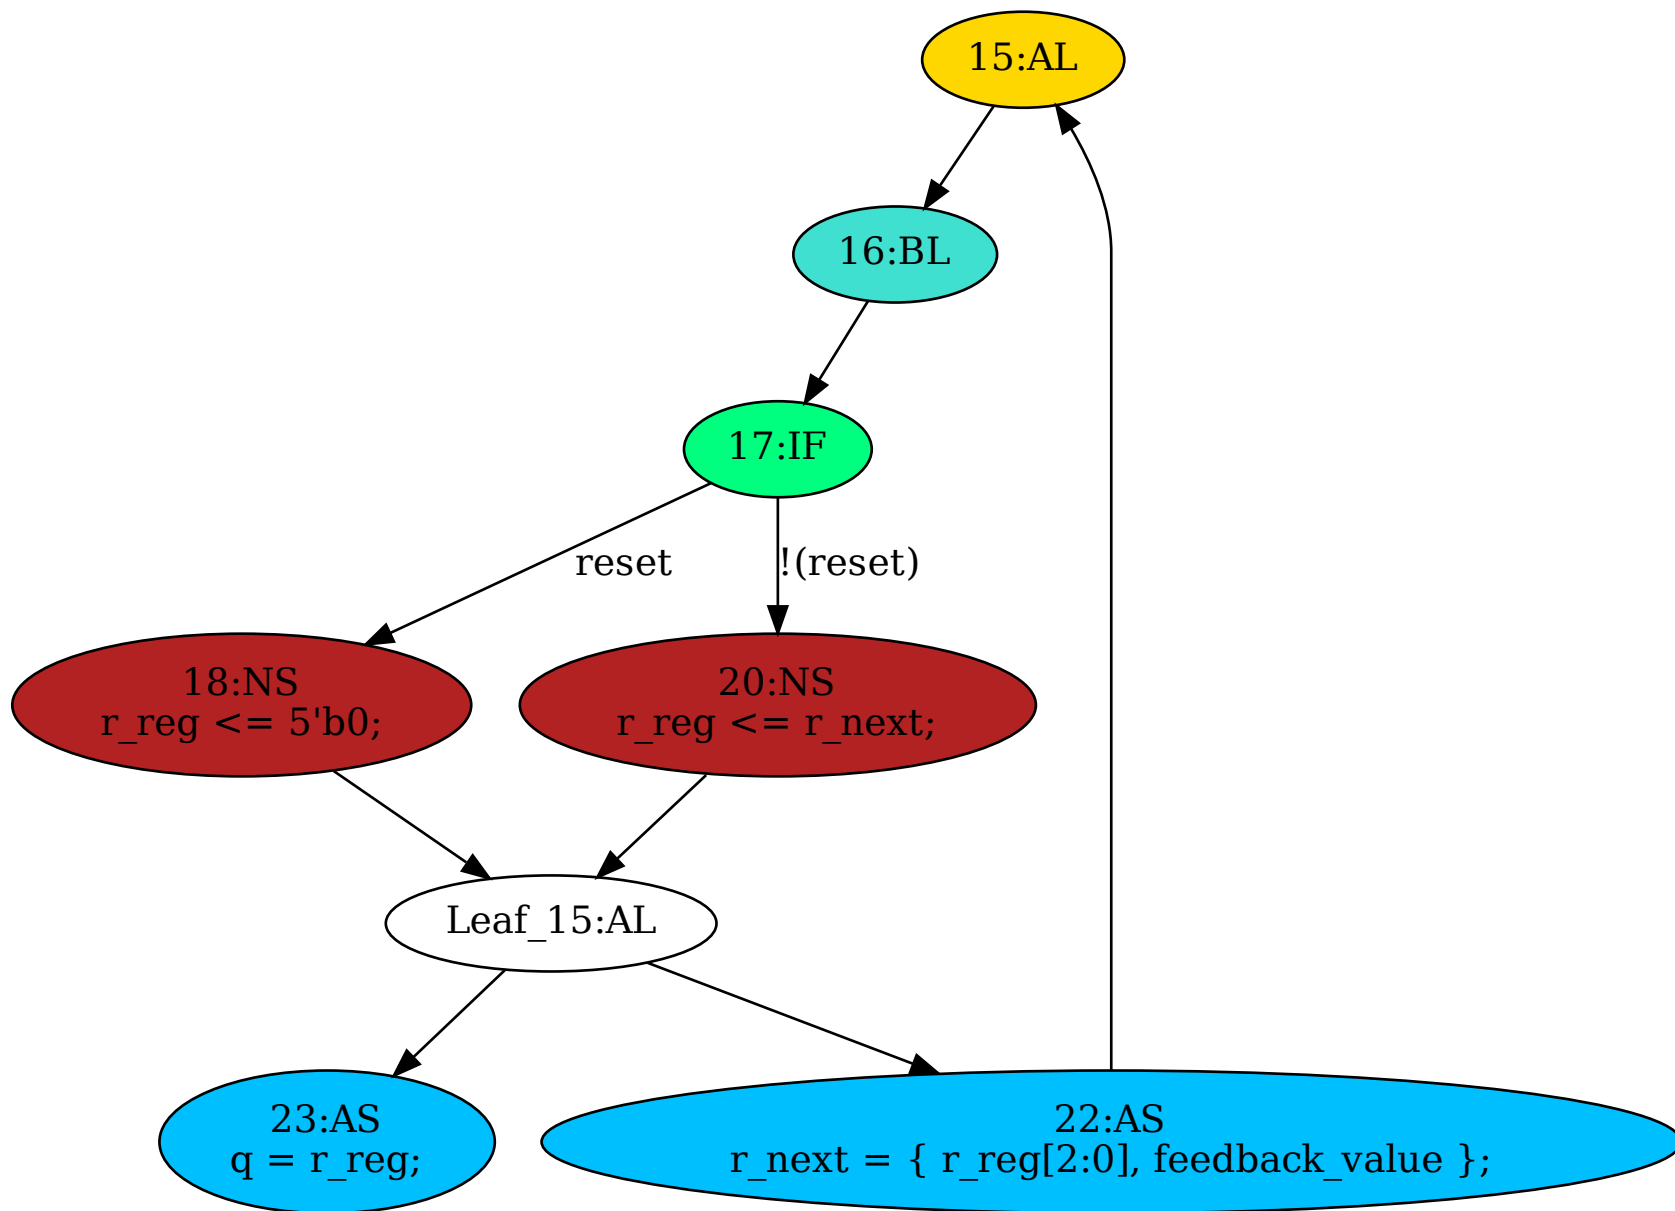 15:AL
16:BL
17:IF
reset
!(reset)
18:NS
r_reg <= 5'b0;
20:NS
r_reg <= r_next;
Leaf_15:AL
23:AS
q = r_reg;
22:AS
r_next = { r_reg[2:0], feedback_value };